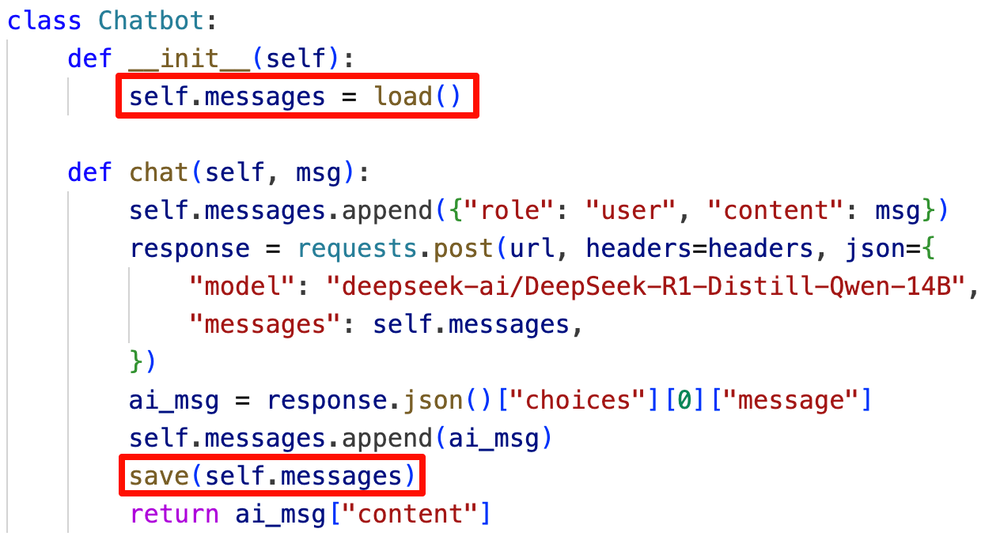 class Chatbot:
    def __init__(self):
        self.messages = load()

    def chat(self, msg):
        self.messages.append({"role": "user", "content": msg})
        response = requests.post(url, headers=headers, json={
            "model": "deepseek-ai/DeepSeek-R1-Distill-Qwen-14B",
            "messages": self.messages,
        })
        ai_msg = response.json()["choices"][0]["message"]
        self.messages.append(ai_msg)
        save(self.messages)
        return ai_msg["content"]